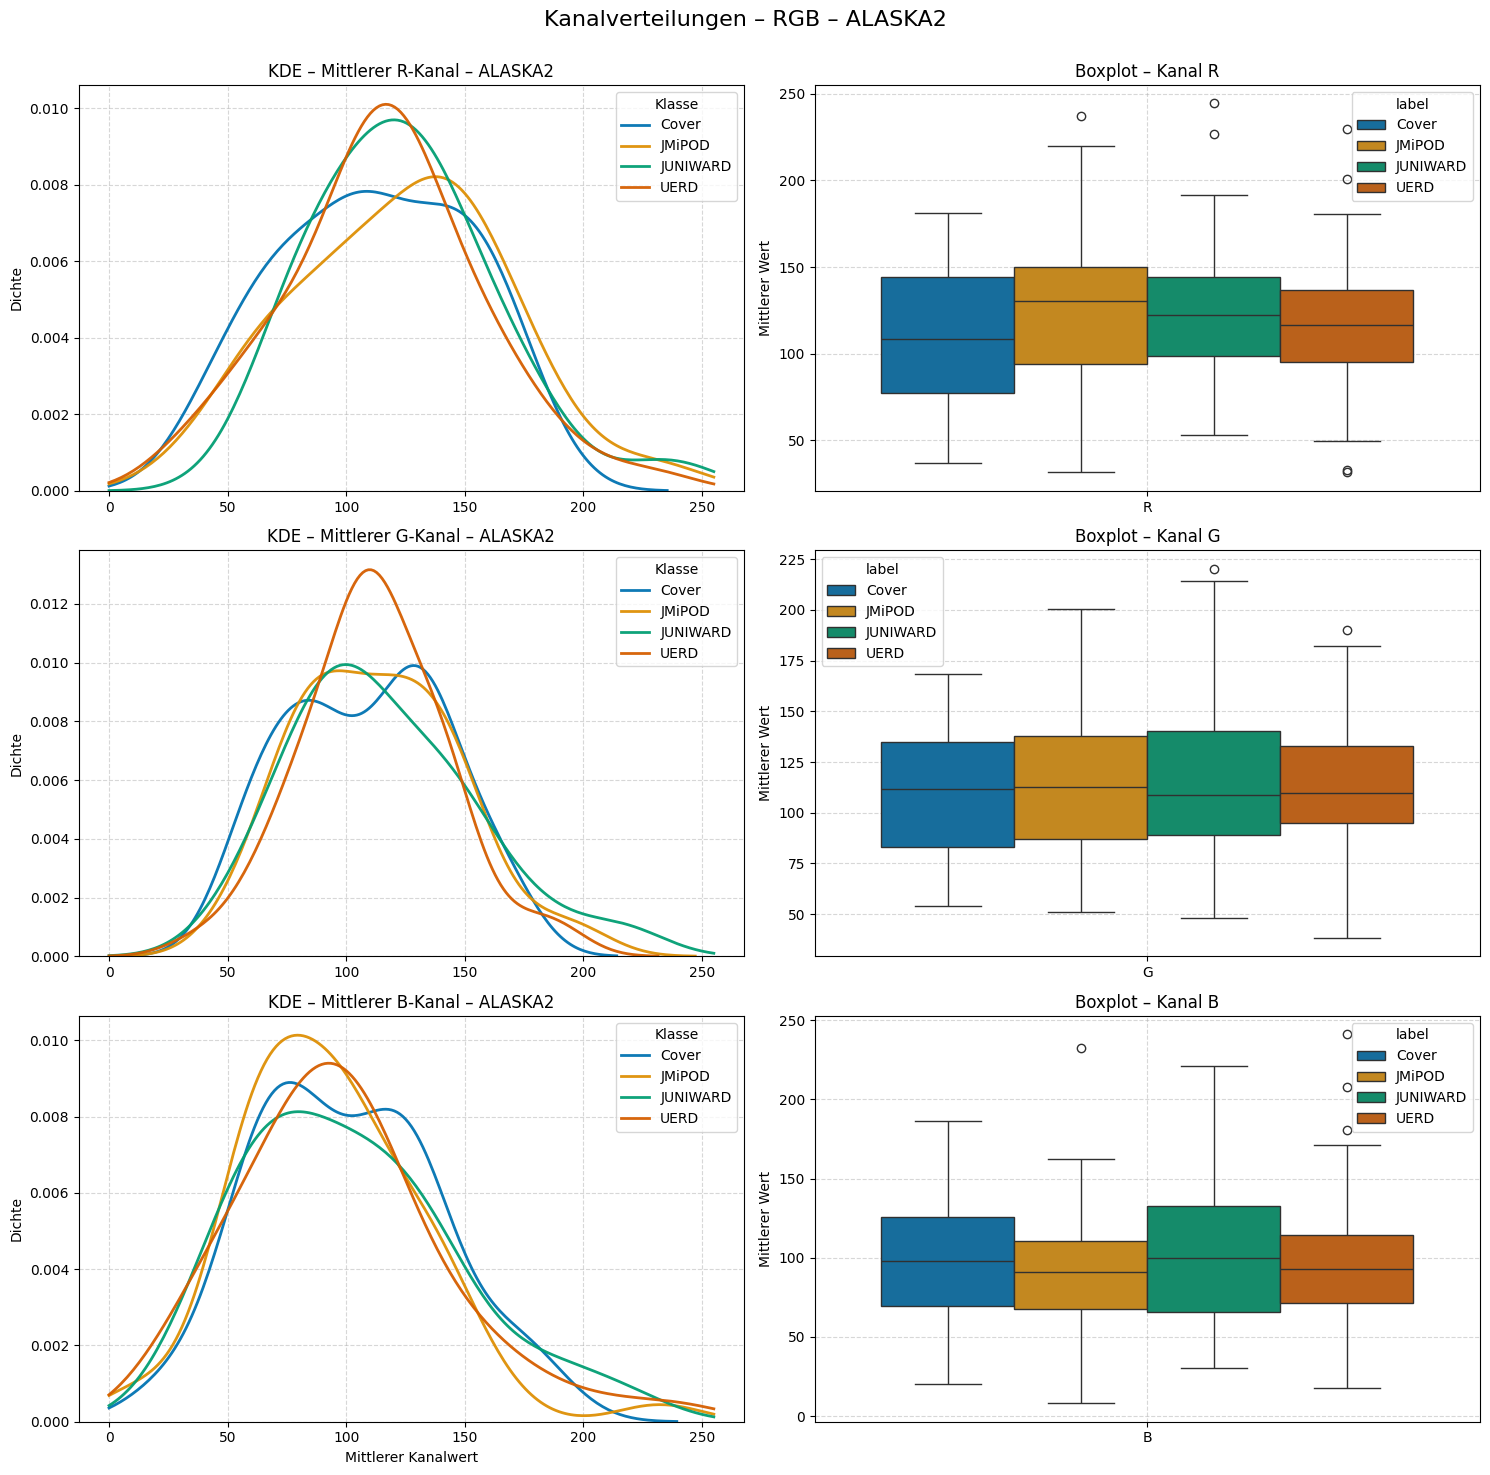 Kanalverteilungen – RGB – ALASKA2
KDE – Mittlerer R-Kanal – ALASKA2
Dichte
0.010
0.008
0.006
0.004
0.002
0.000
0 50 100 150 200 250
Klasse
Cover
JMiPOD
JUNIWARD
UERD
Boxplot – Kanal R
Mittlerer Wert
250
200
150
100
50
R
label
Cover
JMiPOD
JUNIWARD
UERD
KDE – Mittlerer G-Kanal – ALASKA2
Dichte
0.012
0.010
0.008
0.006
0.004
0.002
0.000
0 50 100 150 200 250
Klasse
Cover
JMiPOD
JUNIWARD
UERD
Boxplot – Kanal G
Mittlerer Wert
225
200
175
150
125
100
75
50
G
label
Cover
JMiPOD
JUNIWARD
UERD
KDE – Mittlerer B-Kanal – ALASKA2
Dichte
0.010
0.008
0.006
0.004
0.002
0.000
0 50 100 150 200 250
Mittlerer Kanalwert
Klasse
Cover
JMiPOD
JUNIWARD
UERD
Boxplot – Kanal B
Mittlerer Wert
250
200
150
100
50
0
B
label
Cover
JMiPOD
JUNIWARD
UERD